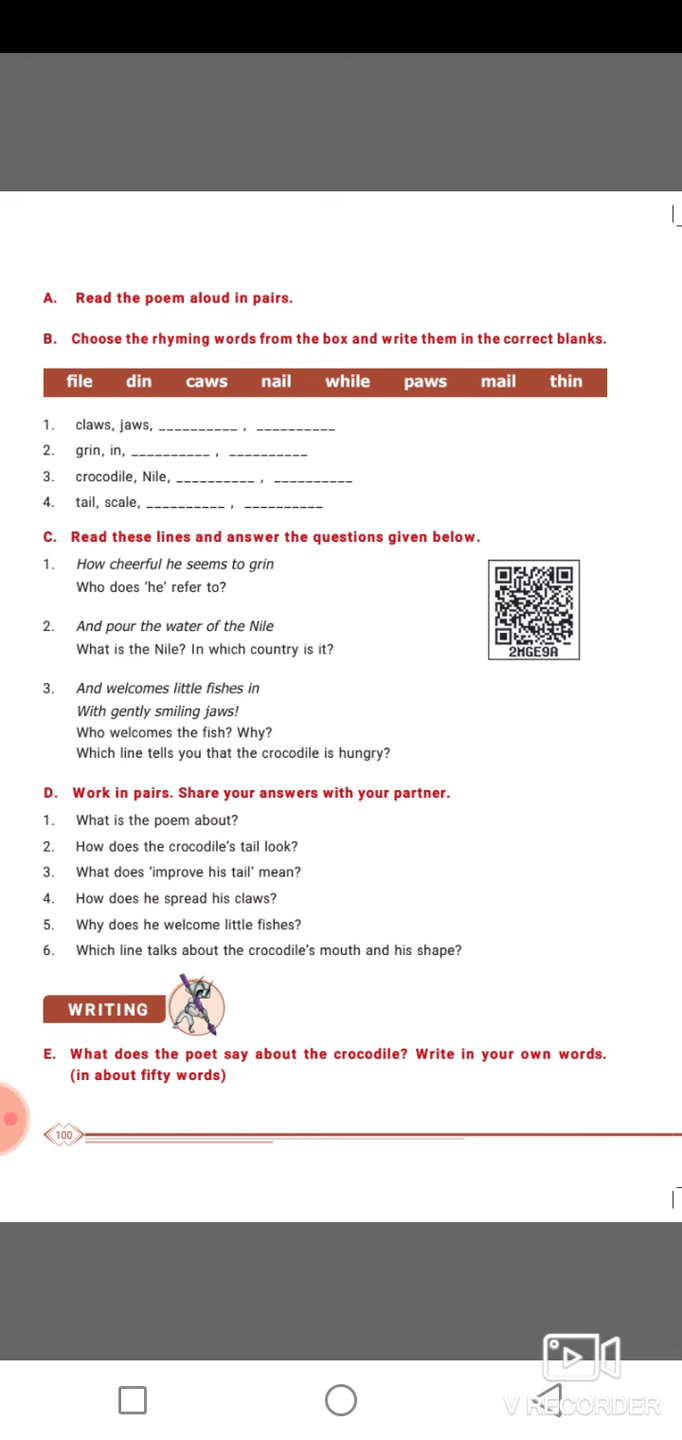 A. Read the poem aloud in pairs.
B. Choose the rhyming words from the box and write them in the correct blanks.
file din caws nail while paws mail thin
1. claws, jaws, __________ , __________
2. grin, in, __________ , __________
3. crocodile, Nile, __________ , __________
4. tail, scale, __________ , __________
C. Read these lines and answer the questions given below.
1. How cheerful he seems to grin
Who does ‘he’ refer to?
2. And pour the water of the Nile
What is the Nile? In which country is it?
2MGE9A
3. And welcomes little fishes in
With gently smiling jaws!
Who welcomes the fish? Why?
Which line tells you that the crocodile is hungry?
D. Work in pairs. Share your answers with your partner.
1. What is the poem about?
2. How does the crocodile’s tail look?
3. What does ‘improve his tail’ mean?
4. How does he spread his claws?
5. Why does he welcome little fishes?
6. Which line talks about the crocodile’s mouth and his shape?
WRITING
E. What does the poet say about the crocodile? Write in your own words.
(in about fifty words)
100
V RECORDER